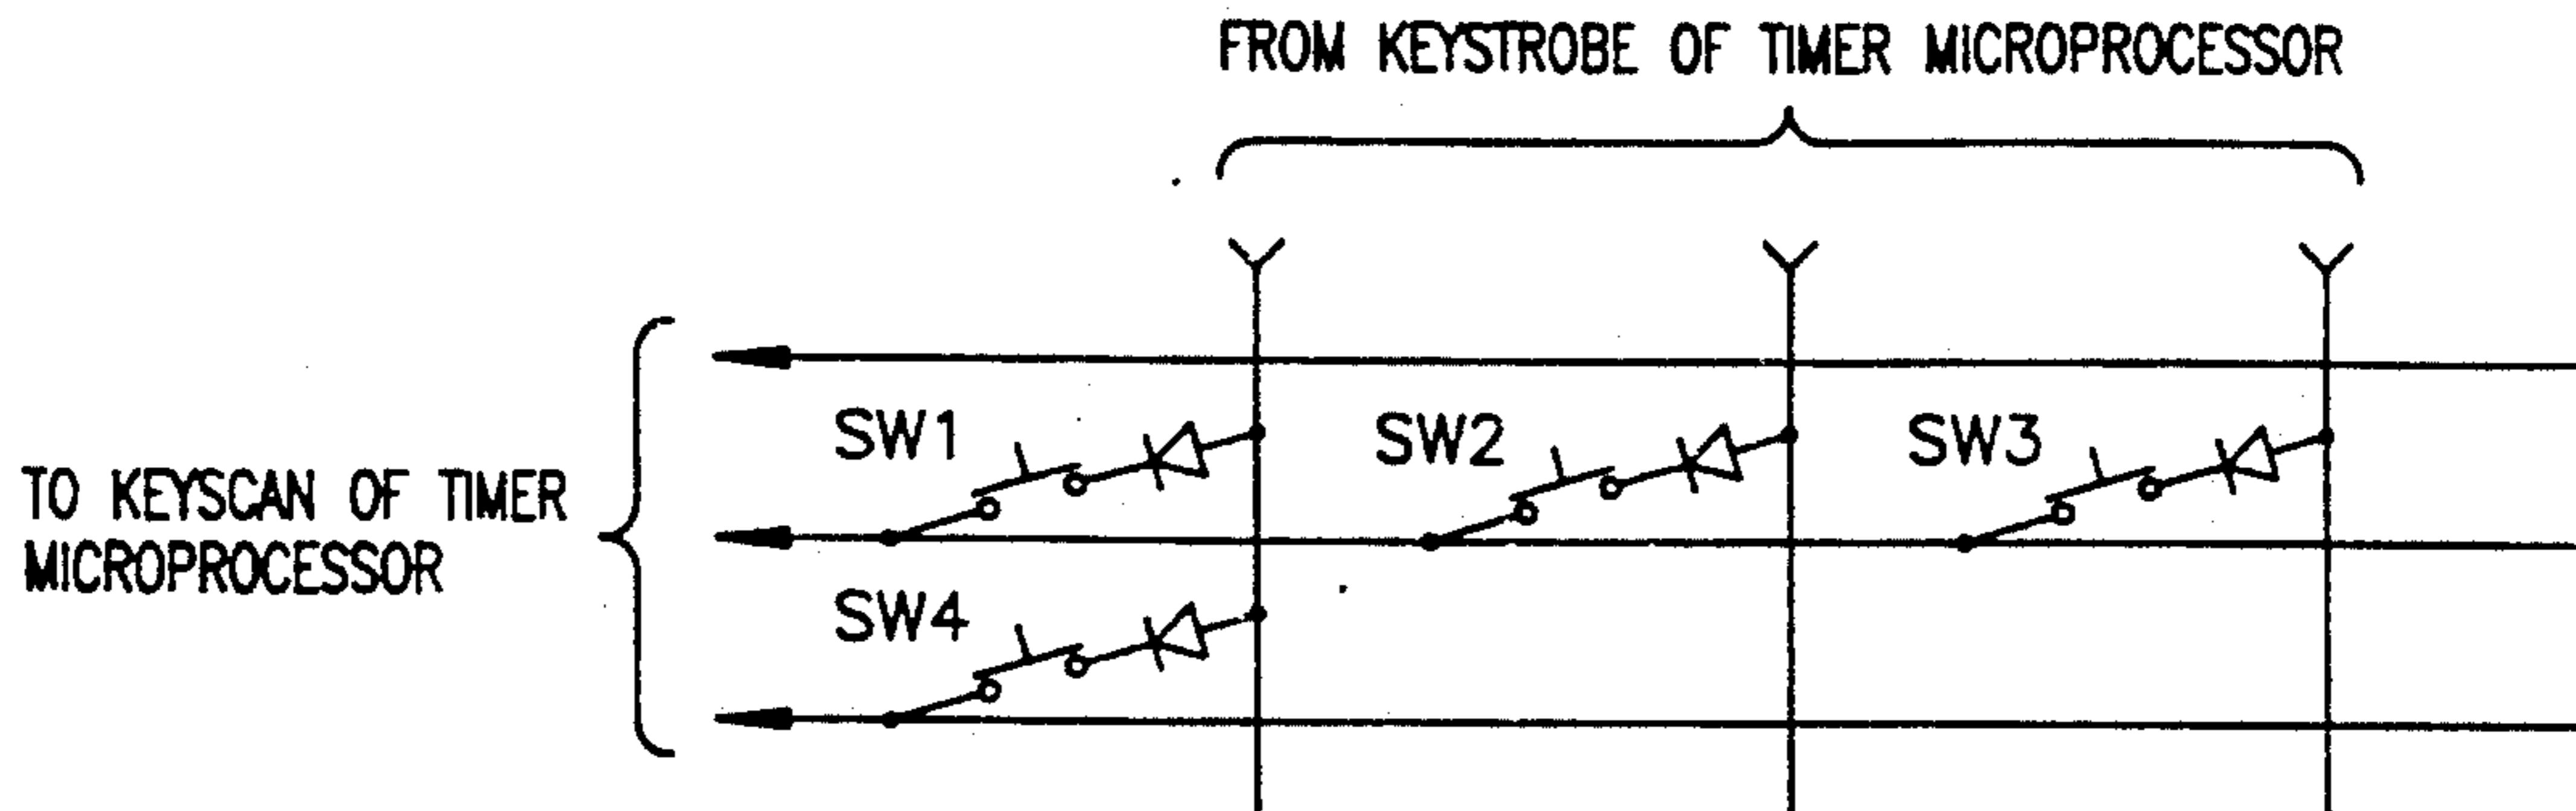 FROM KEYSTROBE OF TIMER MICROPROCESSOR
SW1
SW2
SW3
TO KEYSCAN OF TIMER
MICROPROCESSOR
SW4